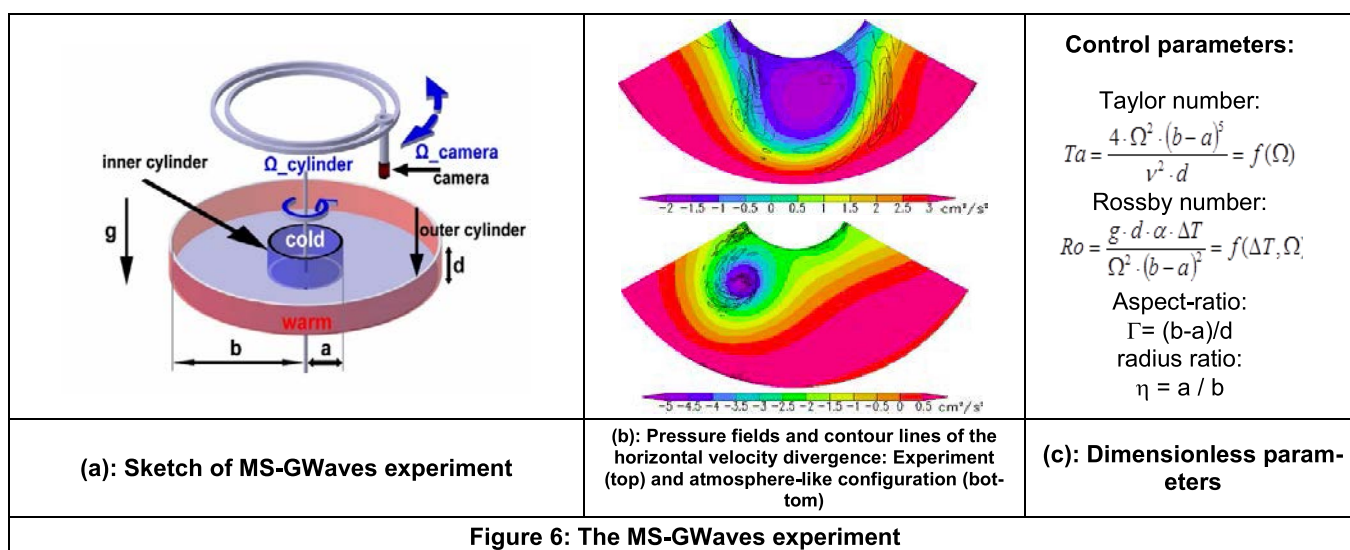 Ω_camera
inner cylinder
Ω_cylinder
camera
g
cold
outer cylinder
d
warm
b
a
-2 -1.5 -1 -0.5 0 0.5 1 1.5 2 2.5 3 cm²/s²
-5 -4.5 -4 -3.5 -3 -2.5 -2 -1.5 -1 -0.5 0 0.5 cm²/s²
Control parameters:
Taylor number:
Ta = 4·Ω²·(b−a)⁵ / ν²·d = f(Ω)
Rossby number:
Ro = g·d·α·ΔT / Ω²·(b−a)² = f(ΔT,Ω)
Aspect-ratio:
Γ= (b-a)/d
radius ratio:
η = a / b
(a): Sketch of MS-GWaves experiment
(b): Pressure fields and contour lines of the
horizontal velocity divergence: Experiment
(top) and atmosphere-like configuration (bot-
tom)
(c): Dimensionless param-
eters
Figure 6: The MS-GWaves experiment